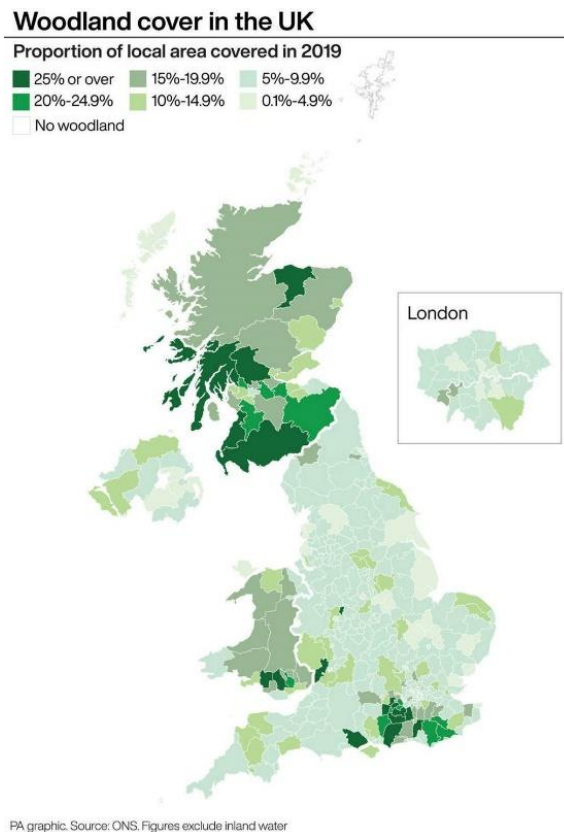 Woodland cover in the UK
Proportion of local area covered in 2019
25% or over 15%-19.9% 5%-9.9%
20%-24.9% 10%-14.9% 0.1%-4.9%
No woodland
London
PA graphic. Source: ONS. Figures exclude inland water